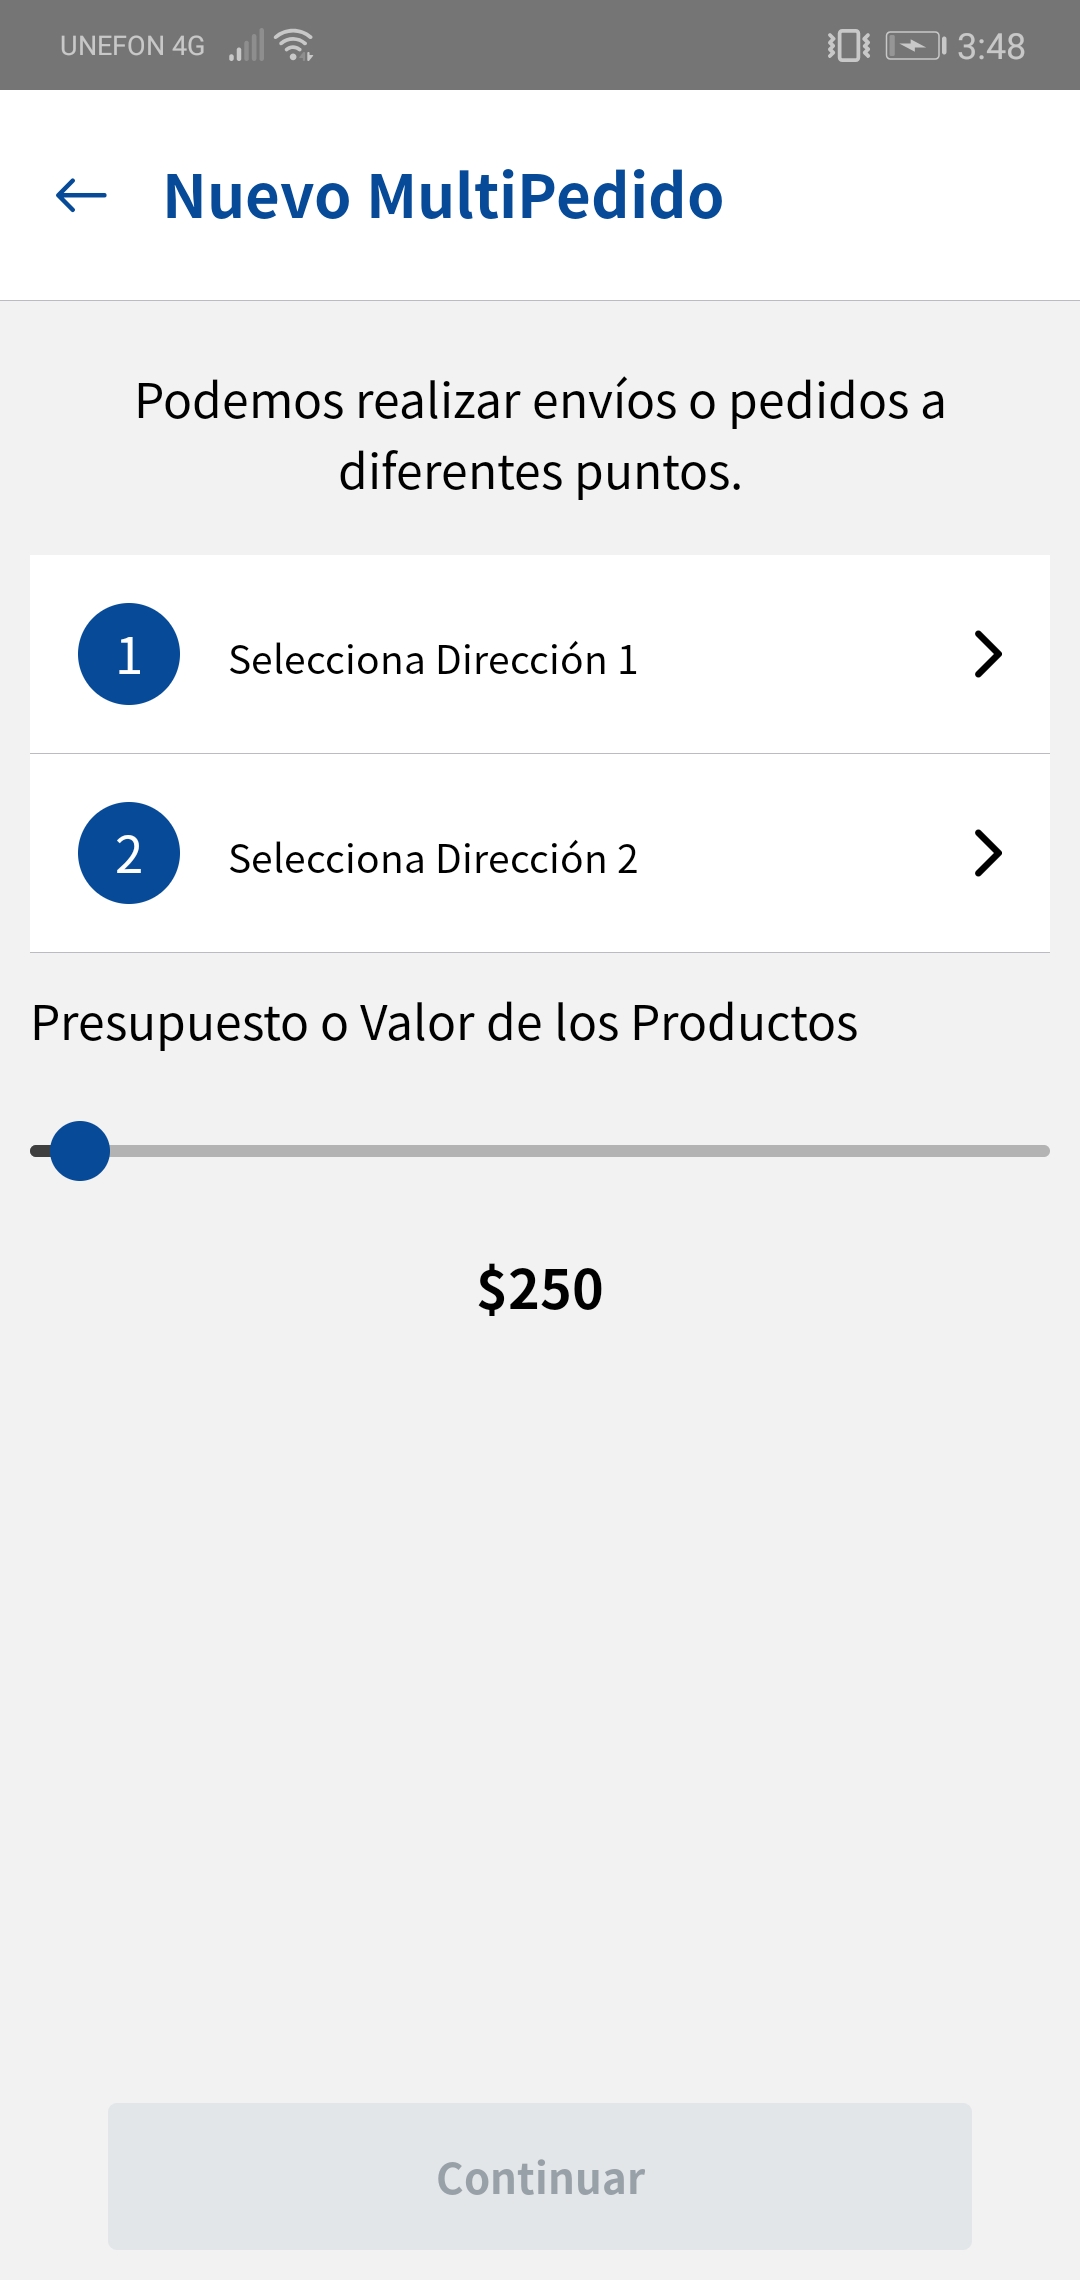 UNEFON 4G
3:48
Nuevo MultiPedido
Podemos realizar envíos o pedidos a
diferentes puntos.
1
Selecciona Dirección 1
2
Selecciona Dirección 2
Presupuesto o Valor de los Productos
$250
Continuar